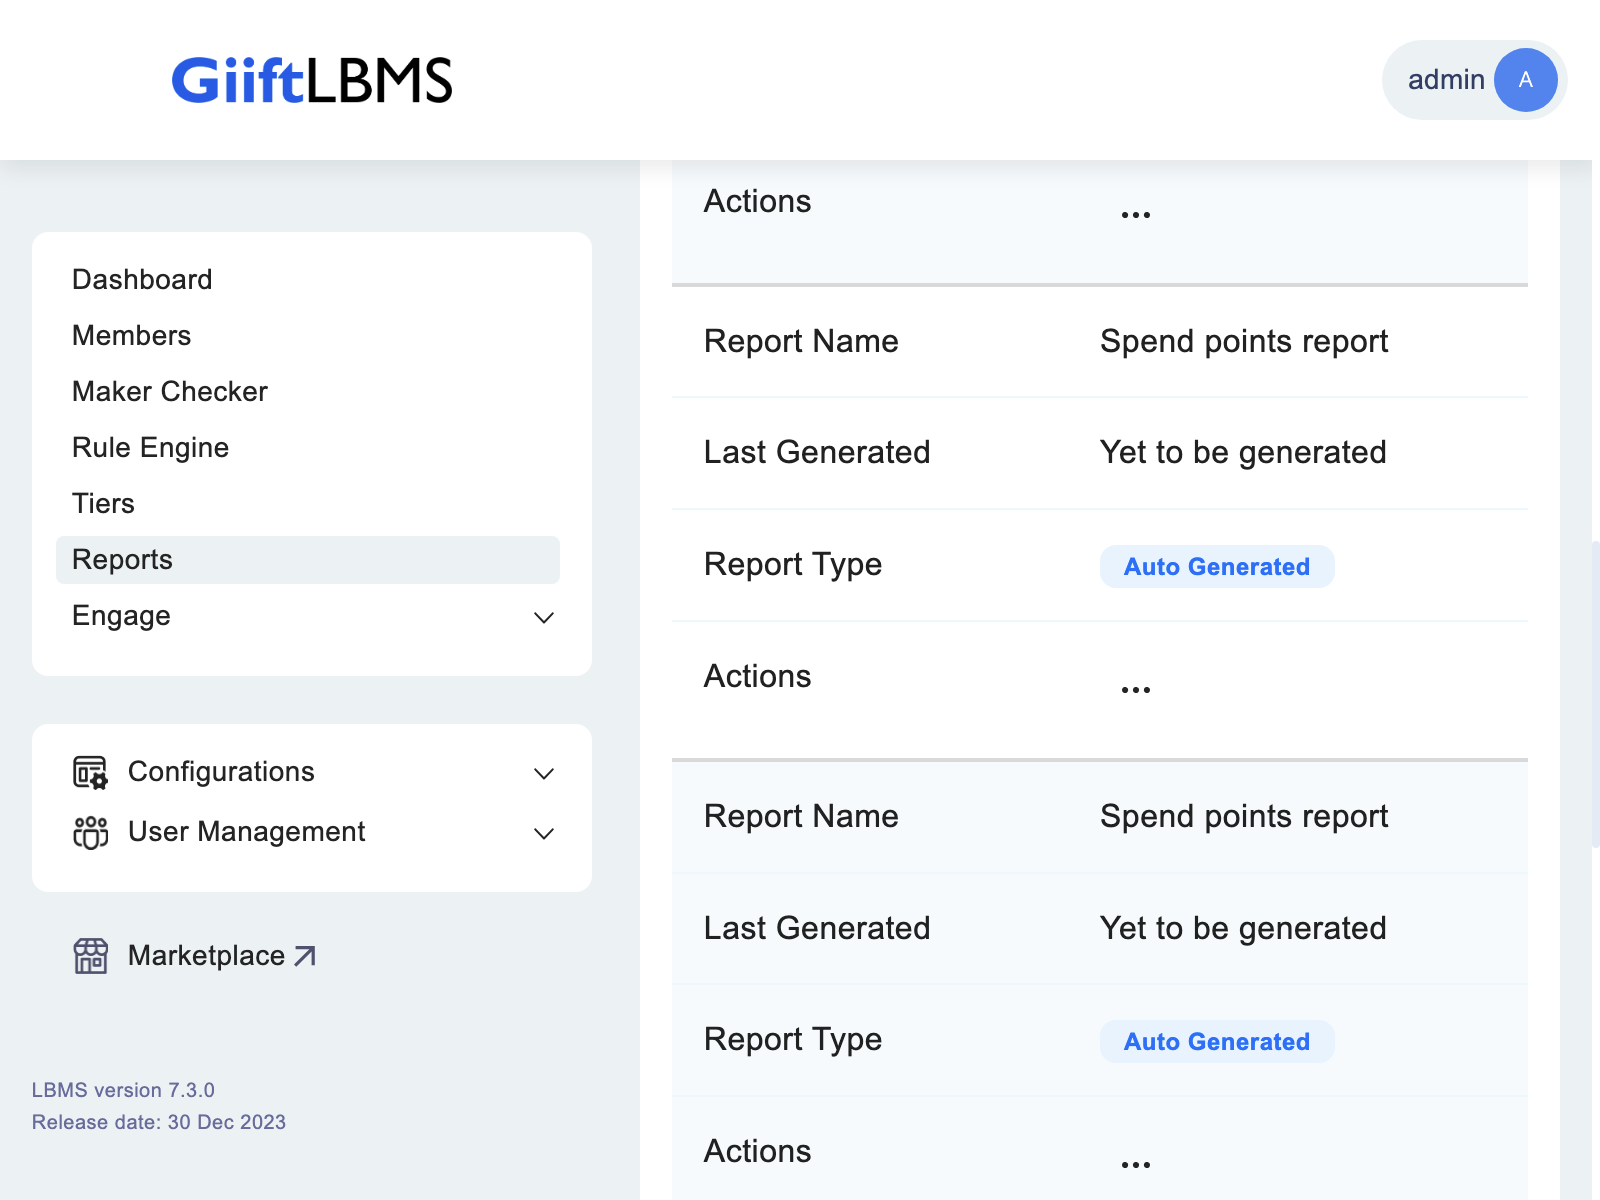 GiiftLBMS
admin A
Dashboard
Members
Maker Checker
Rule Engine
Tiers
Reports
Engage
Configurations
User Management
Marketplace
LBMS version 7.3.0
Release date: 30 Dec 2023
Actions ...
Report Name Spend points report
Last Generated Yet to be generated
Report Type Auto Generated
Actions ...
Report Name Spend points report
Last Generated Yet to be generated
Report Type Auto Generated
Actions ...